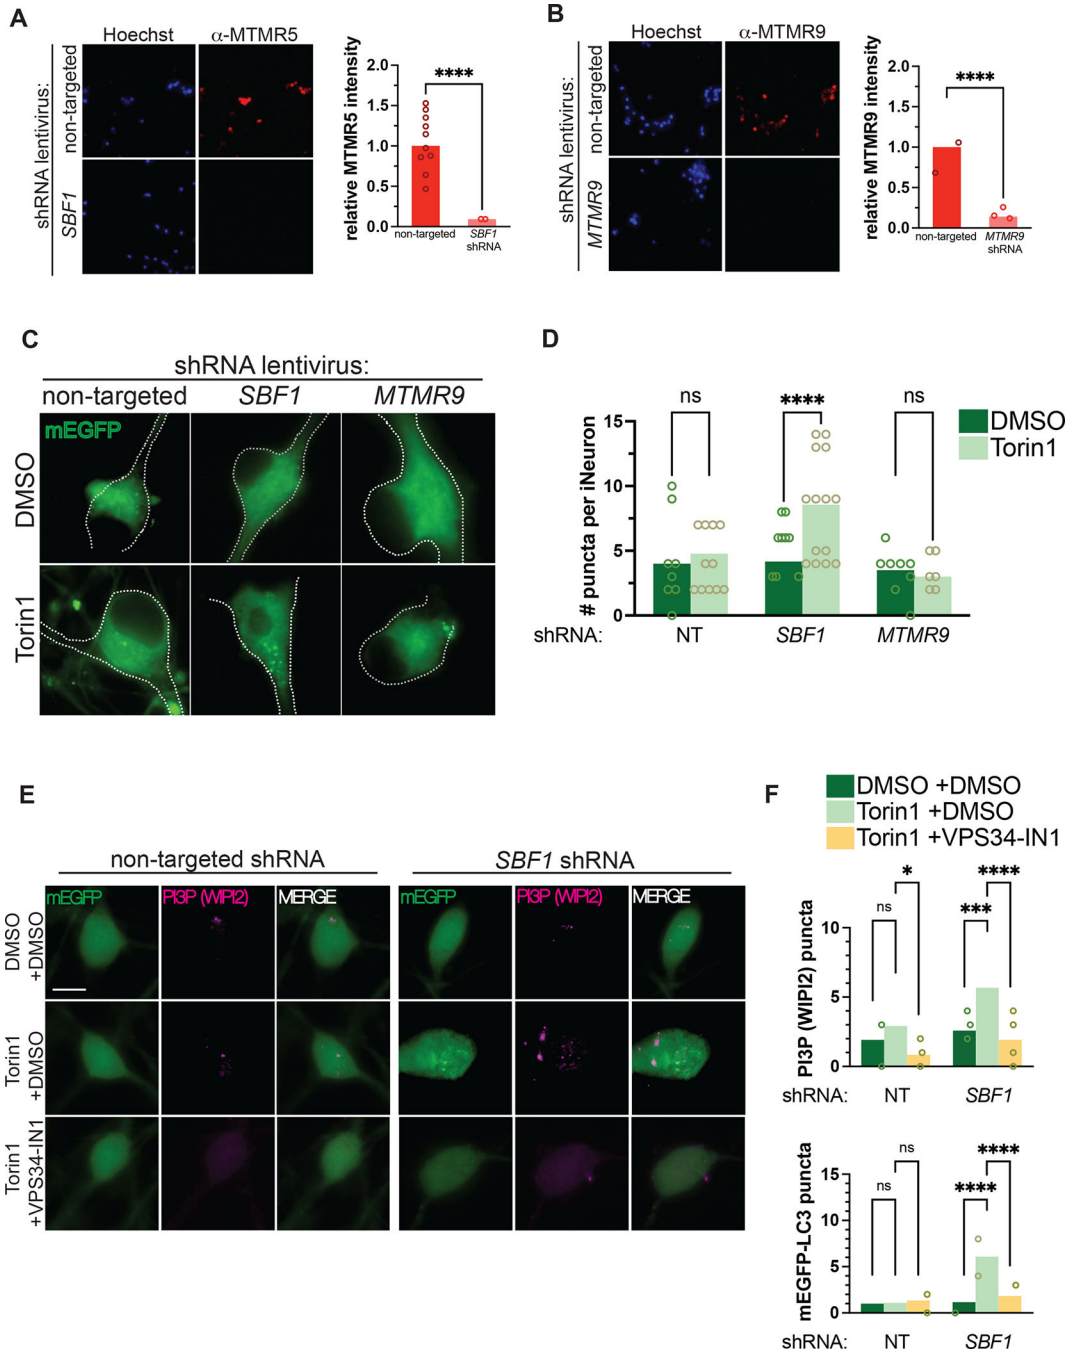 A
Hoechst α-MTMR5
shRNA lentivirus:
non-targeted
SBF1
relative MTMR5 intensity
2.0
1.5
1.0
0.5
0.0
****
non-targeted SBF1 shRNA
B
Hoechst α-MTMR9
shRNA lentivirus:
non-targeted
MTMR9
relative MTMR9 intensity
2.0
1.5
1.0
0.5
0.0
****
non-targeted MTMR9 shRNA
C
shRNA lentivirus:
non-targeted SBF1 MTMR9
mEGFP
DMSO
Torin1
D
DMSO
Torin1
# puncta per iNeuron
15
10
5
0
ns **** ns
shRNA: NT SBF1 MTMR9
E
non-targeted shRNA SBF1 shRNA
mEGFP PI3P (WIPI2) MERGE mEGFP PI3P (WIPI2) MERGE
DMSO
+DMSO
Torin1
+DMSO
Torin1
+VPS34-IN1
F
DMSO +DMSO
Torin1 +DMSO
Torin1 +VPS34-IN1
PI3P (WIPI2) puncta
10
5
0
ns * *** ****
shRNA: NT SBF1
mEGFP-LC3 puncta
15
10
5
0
ns ns **** ****
shRNA: NT SBF1